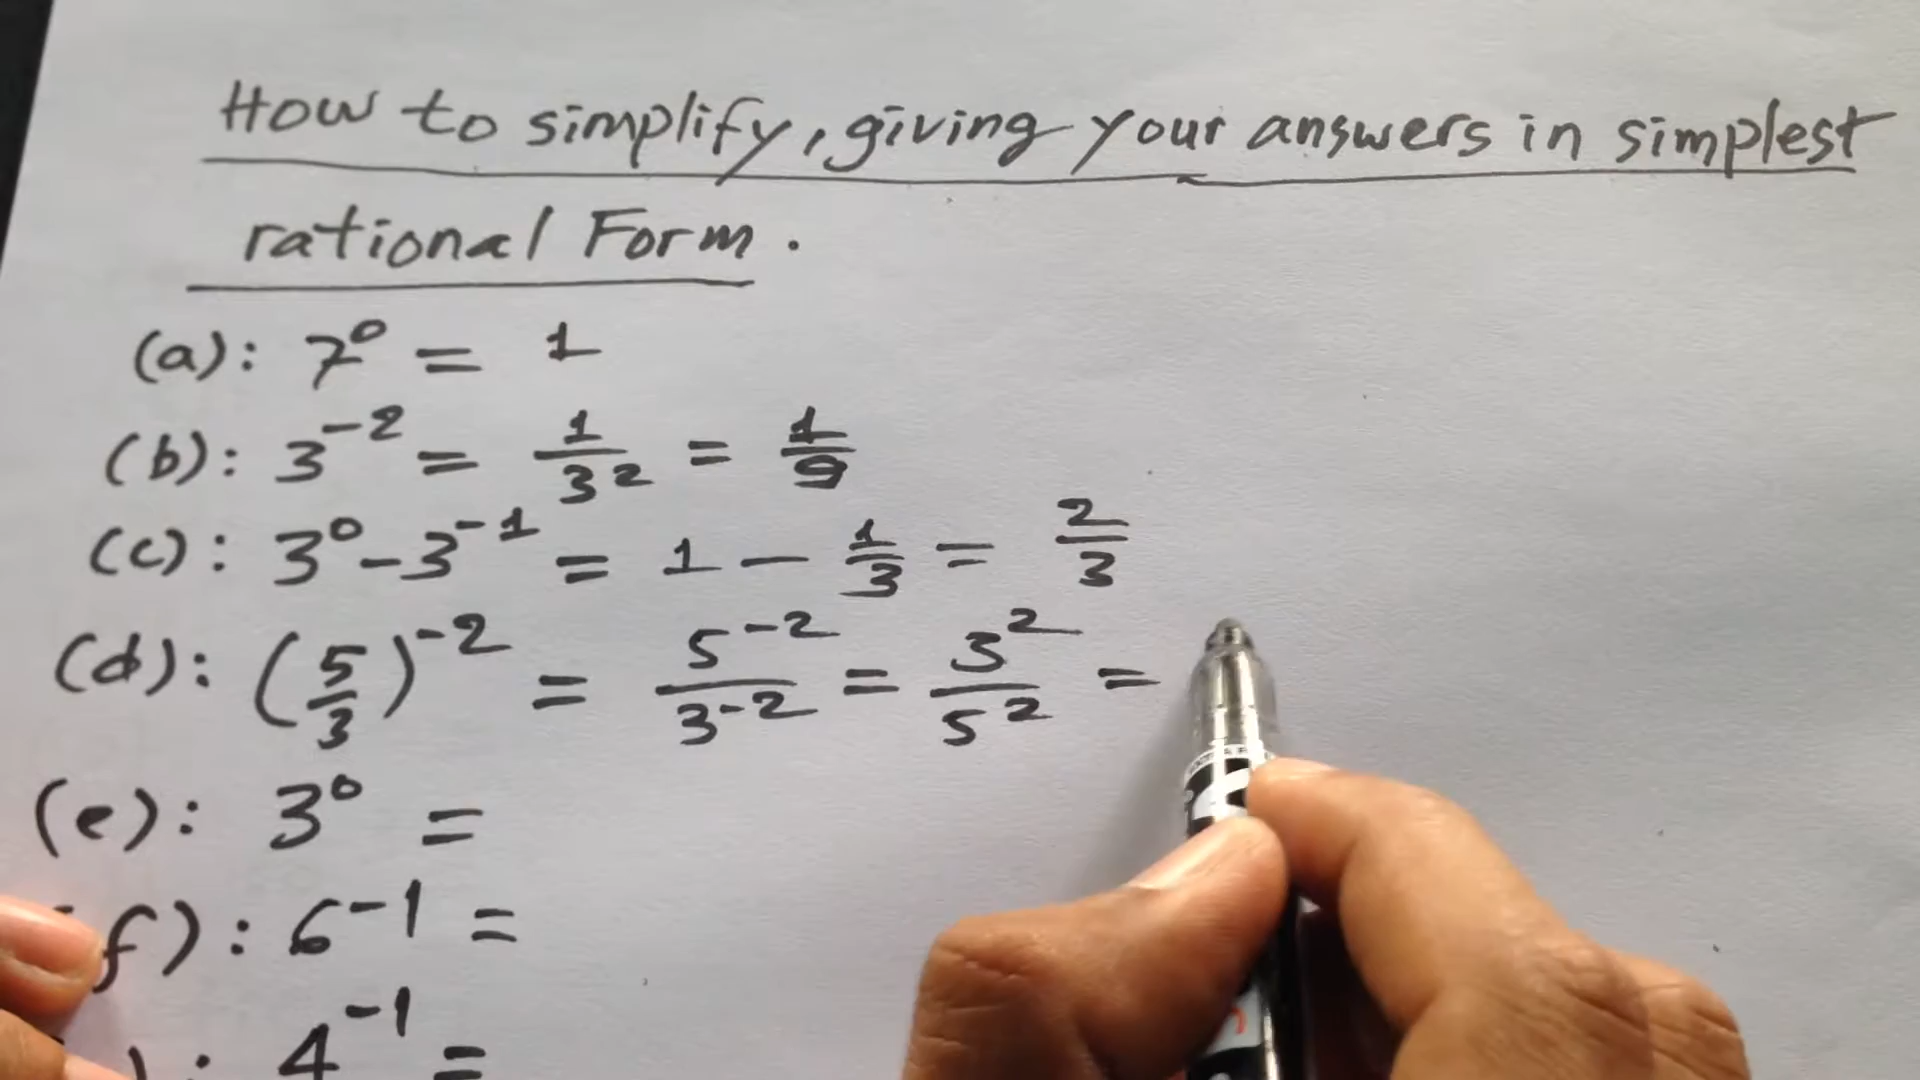 How to simplify, giving your answers in simplest
rational Form.
(a): 7⁰ = 1
(b): 3⁻² = 1/3² = 1/9
(c): 3⁰ - 3⁻¹ = 1 - 1/3 = 2/3
(d): (5/3)⁻² = 5⁻²/3⁻² = 3²/5² =
(e): 3⁰ =
f): 6⁻¹ =
): 4⁻¹ =